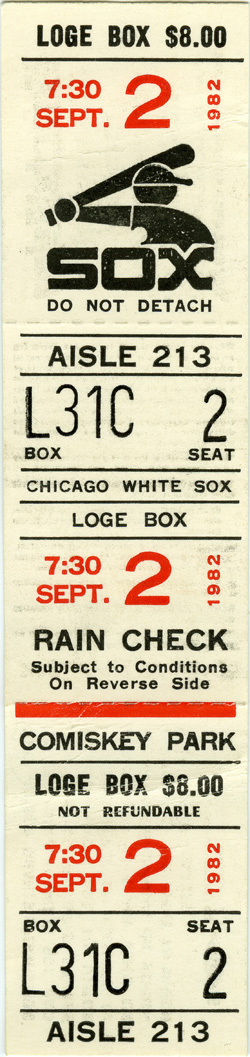 LOGE BOX $8.00
7:30 SEPT. 2 1982
SOX
DO NOT DETACH
AISLE 213
L31C 2
BOX SEAT
CHICAGO WHITE SOX
LOGE BOX
7:30 SEPT. 2 1982
RAIN CHECK
Subject to Conditions
On Reverse Side
COMISKEY PARK
LOGE BOX $8.00
NOT REFUNDABLE
7:30 SEPT. 2 1982
BOX SEAT
L31C 2
AISLE 213